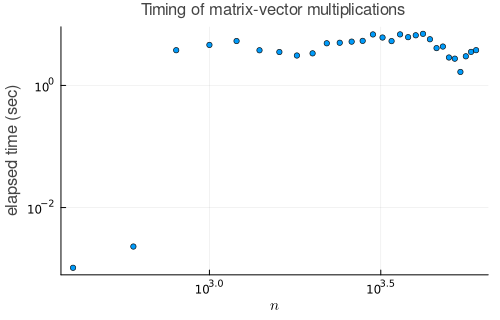 Timing of matrix-vector multiplications
elapsed time (sec)
10^0
10^−2
10^3.0
10^3.5
n